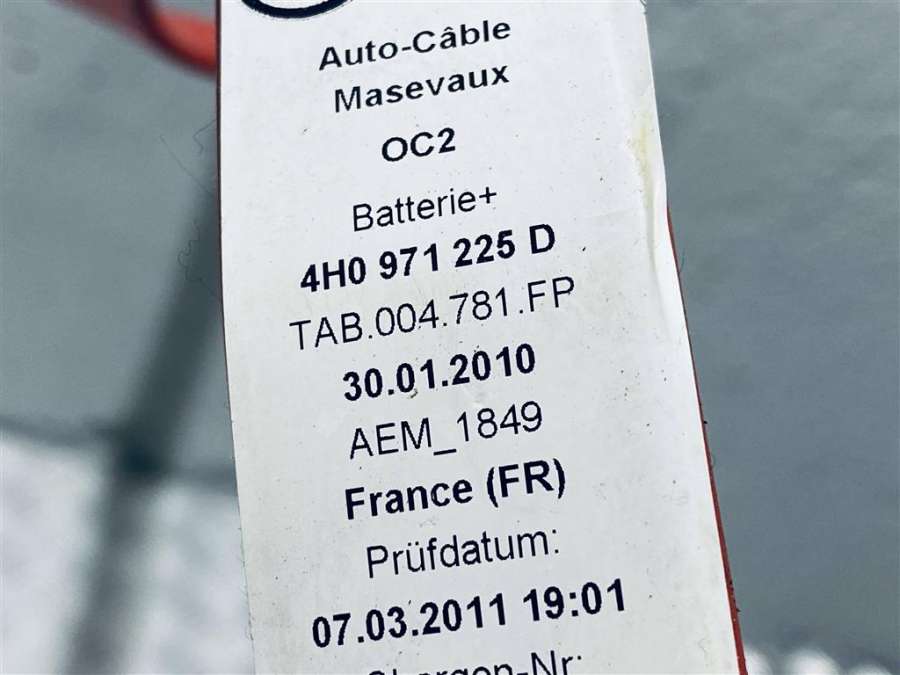 Auto-Câble
Masevaux
OC2
Batterie+
4H0 971 225 D
TAB.004.781.FP
30.01.2010
AEM_1849
France (FR)
Prüfdatum:
07.03.2011 19:01